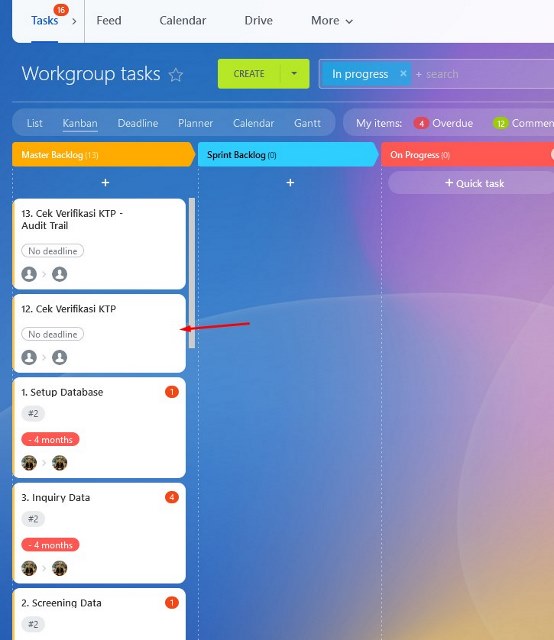 Tasks 16
Feed
Calendar
Drive
More
Workgroup tasks
CREATE
In progress ×
+ search
List
Kanban
Deadline
Planner
Calendar
Gantt
My items:
4 Overdue
12
Master Backlog (13)
Sprint Backlog (0)
On Progress (0)
+
+
+ Quick task
13. Cek Verifikasi KTP -
Audit Trail
No deadline
12. Cek Verifikasi KTP
No deadline
1. Setup Database 1
#2
- 4 months
3. Inquiry Data 4
#2
- 4 months
2. Screening Data 1
#2